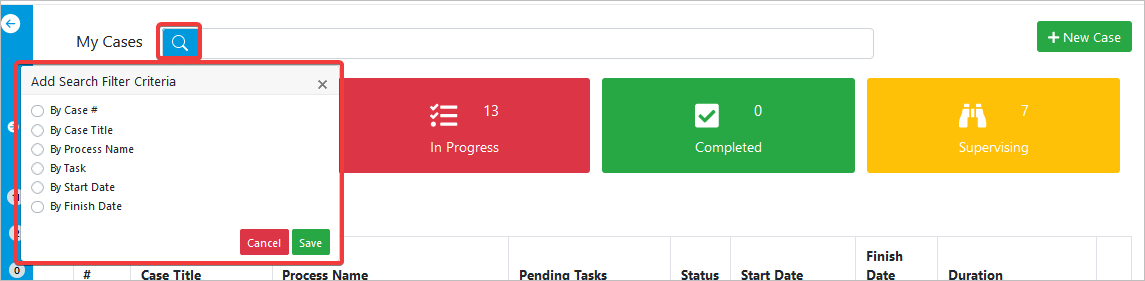 My Cases
+ New Case
Add Search Filter Criteria
By Case #
By Case Title
By Process Name
By Task
By Start Date
By Finish Date
Cancel Save
13
In Progress
0
Completed
7
Supervising
0
# Case Title Process Name Pending Tasks Status Start Date Finish Date Duration